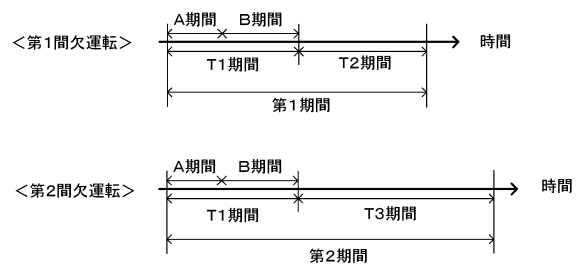 A期間 B期間
<第1間欠運転> 時間
T1期間 T2期間
第1期間
A期間 B期間
<第2間欠運転> 時間
T1期間 T3期間
第2期間